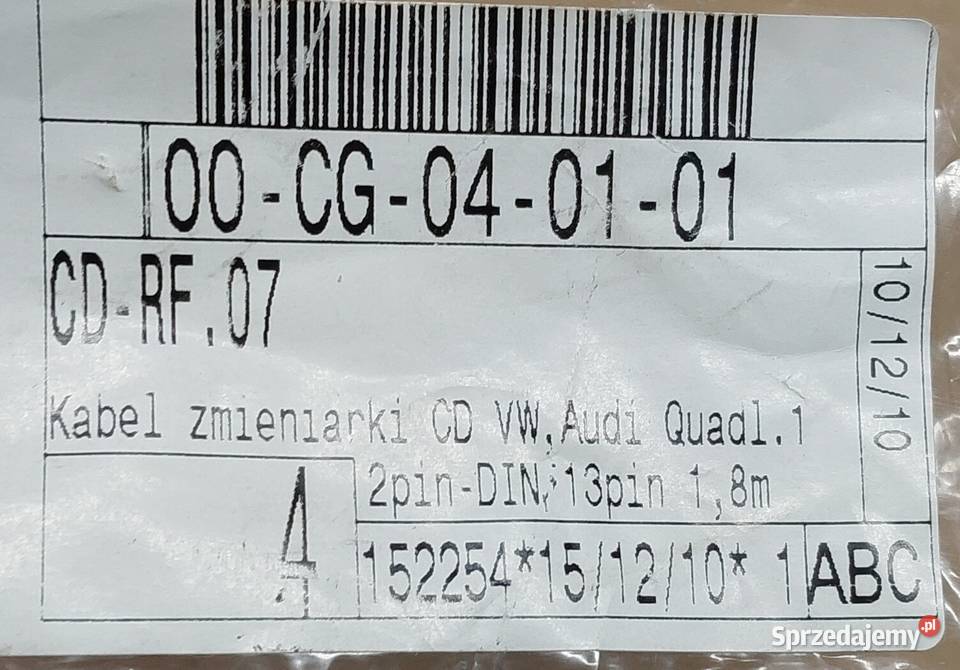 00-CG-04-01-01
CD-RF.07
10/12/10
Kabel zmieniarki CD VW,Audi Quadl.1
2pin-DIN,13pin 1,8m
4
152254*15/12/10* 1
ABC
Sprzedajemy.pl